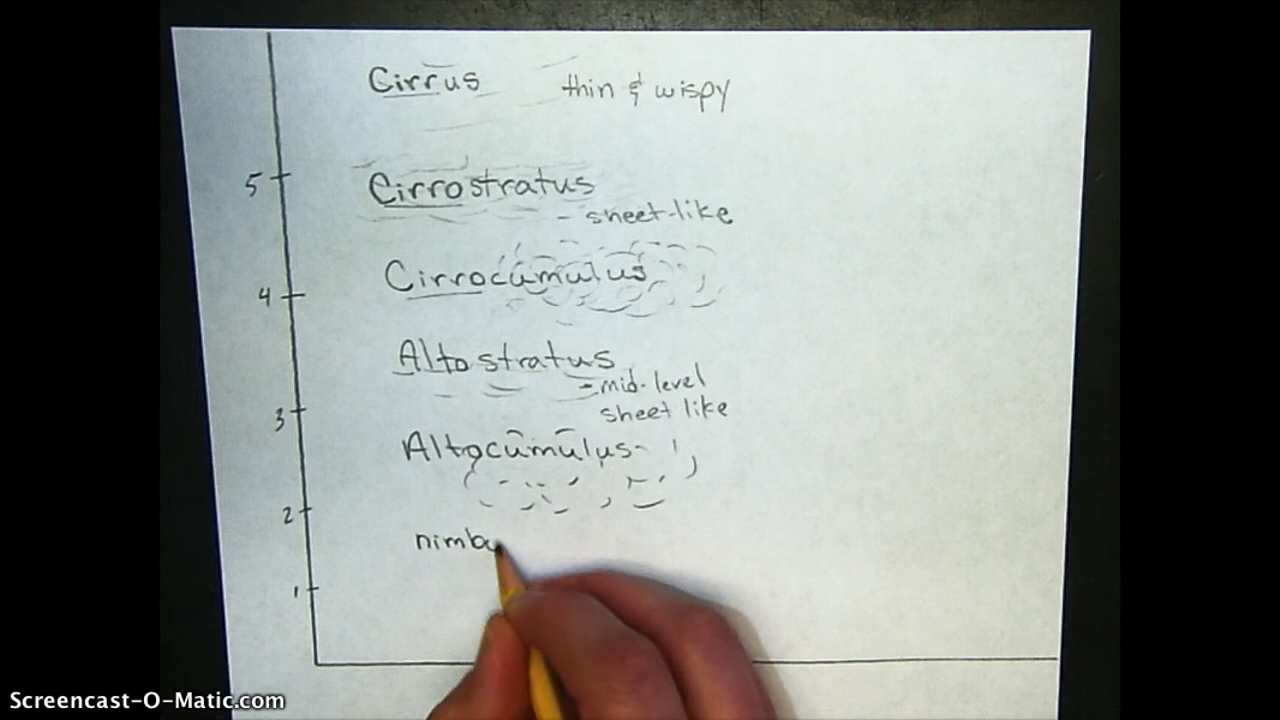 Cirrus thin & wispy
5
Cirrostratus
- sheet-like
Cirrocumulus
4
Altostratus
- mid-level
3 sheet like
Altocumulus
2
nimbu
1
Screencast-O-Matic.com